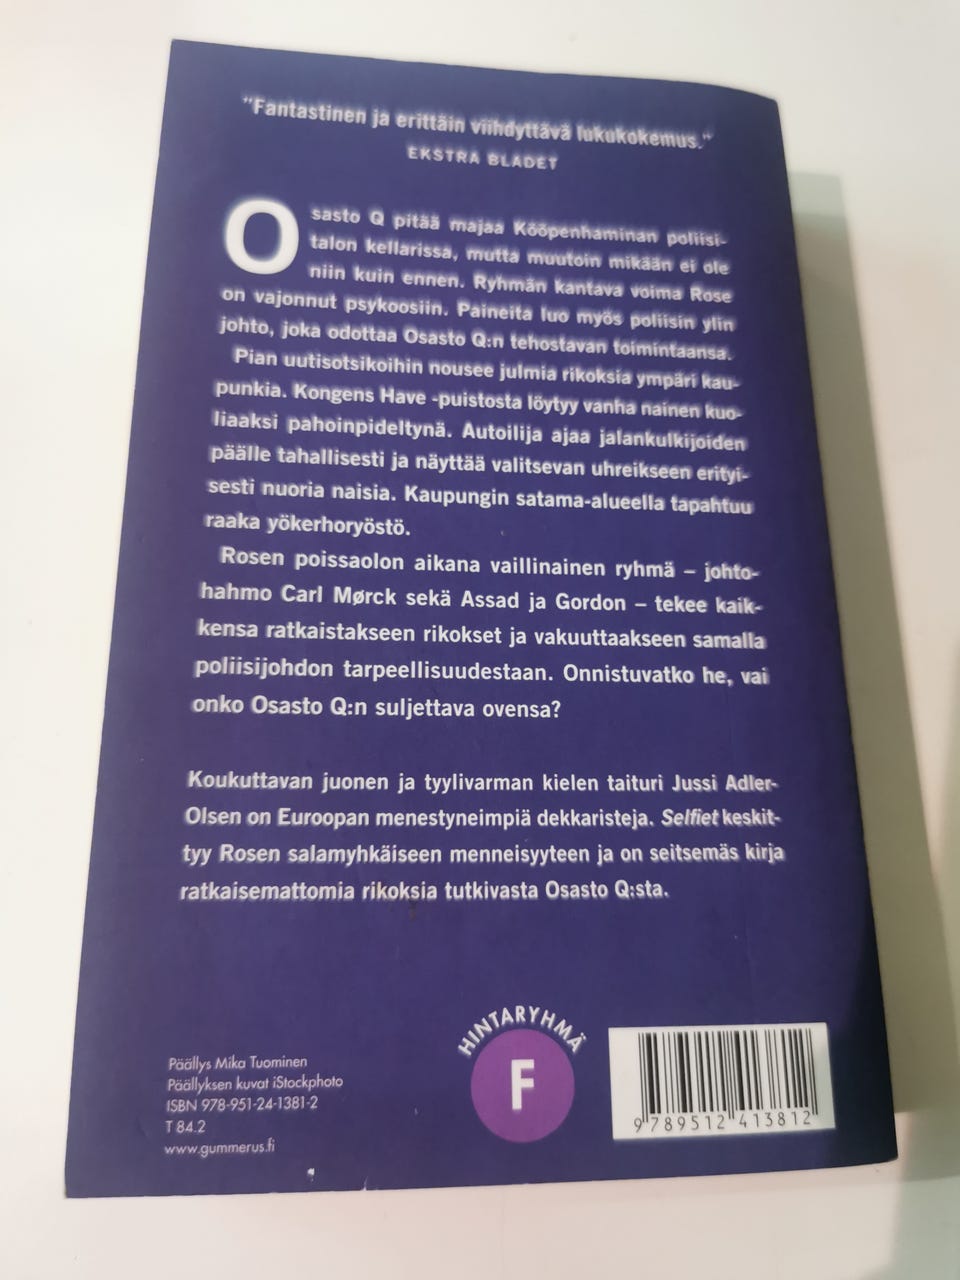 "Fantastinen ja erittäin viihdyttävä lukukokemus."
EKSTRA BLADET
Osasto Q pitää majaa Kööpenhaminan poliisi-
talon kellarissa, mutta muutoin mikään ei ole
niin kuin ennen. Ryhmän kantava voima Rose
on vajonnut psykoosiin. Paineita luo myös poliisin ylin
johto, joka odottaa Osasto Q:n tehostavan toimintaansa.
Pian uutisotsikoihin nousee julmia rikoksia ympäri kau-
punkia. Kongens Have -puistosta löytyy vanha nainen kuo-
liaaksi pahoinpideltynä. Autoilija ajaa jalankulkijoiden
päälle tahallisesti ja näyttää valitsevan uhreikseen erityi-
sesti nuoria naisia. Kaupungin satama-alueella tapahtuu
raaka yökerhoryöstö.
Rosen poissaolon aikana vaillinainen ryhmä – johto-
hahmo Carl Mørck sekä Assad ja Gordon – tekee kaik-
kensa ratkaistakseen rikokset ja vakuuttaakseen samalla
poliisijohdon tarpeellisuudestaan. Onnistuvatko he, vai
onko Osasto Q:n suljettava ovensa?
Koukuttavan juonen ja tyylivarman kielen taituri Jussi Adler-
Olsen on Euroopan menestyneimpiä dekkaristeja. Selfiet keskit-
tyy Rosen salamyhkäiseen menneisyyteen ja on seitsemäs kirja
ratkaisemattomia rikoksia tutkivasta Osasto Q:sta.
Päällys Mika Tuominen
Päällyksen kuvat iStockphoto
ISBN 978-951-24-1381-2
T 84.2
www.gummerus.fi
HINTARYHMÄ
F
9 789512 413812